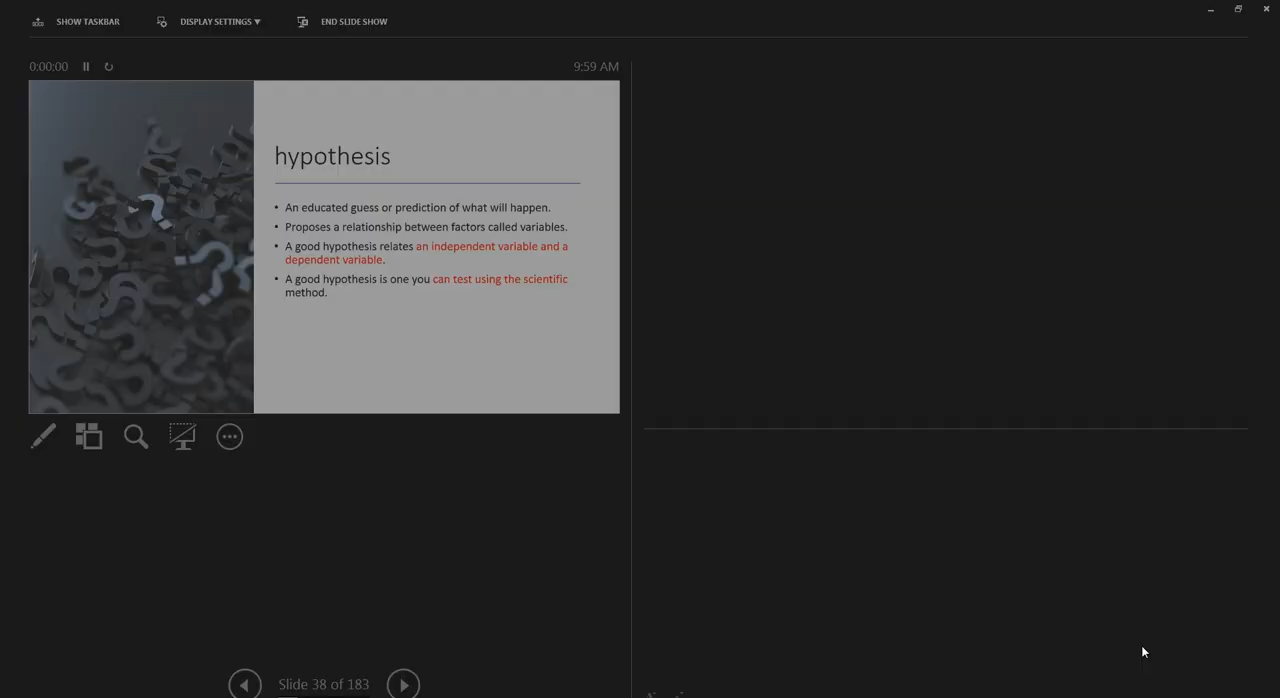 SHOW TASKBAR
DISPLAY SETTINGS ▼
END SLIDE SHOW
0:00:00
9:59 AM
hypothesis
• An educated guess or prediction of what will happen.
• Proposes a relationship between factors called variables.
• A good hypothesis relates an independent variable and a
dependent variable.
• A good hypothesis is one you can test using the scientific
method.
Slide 38 of 183